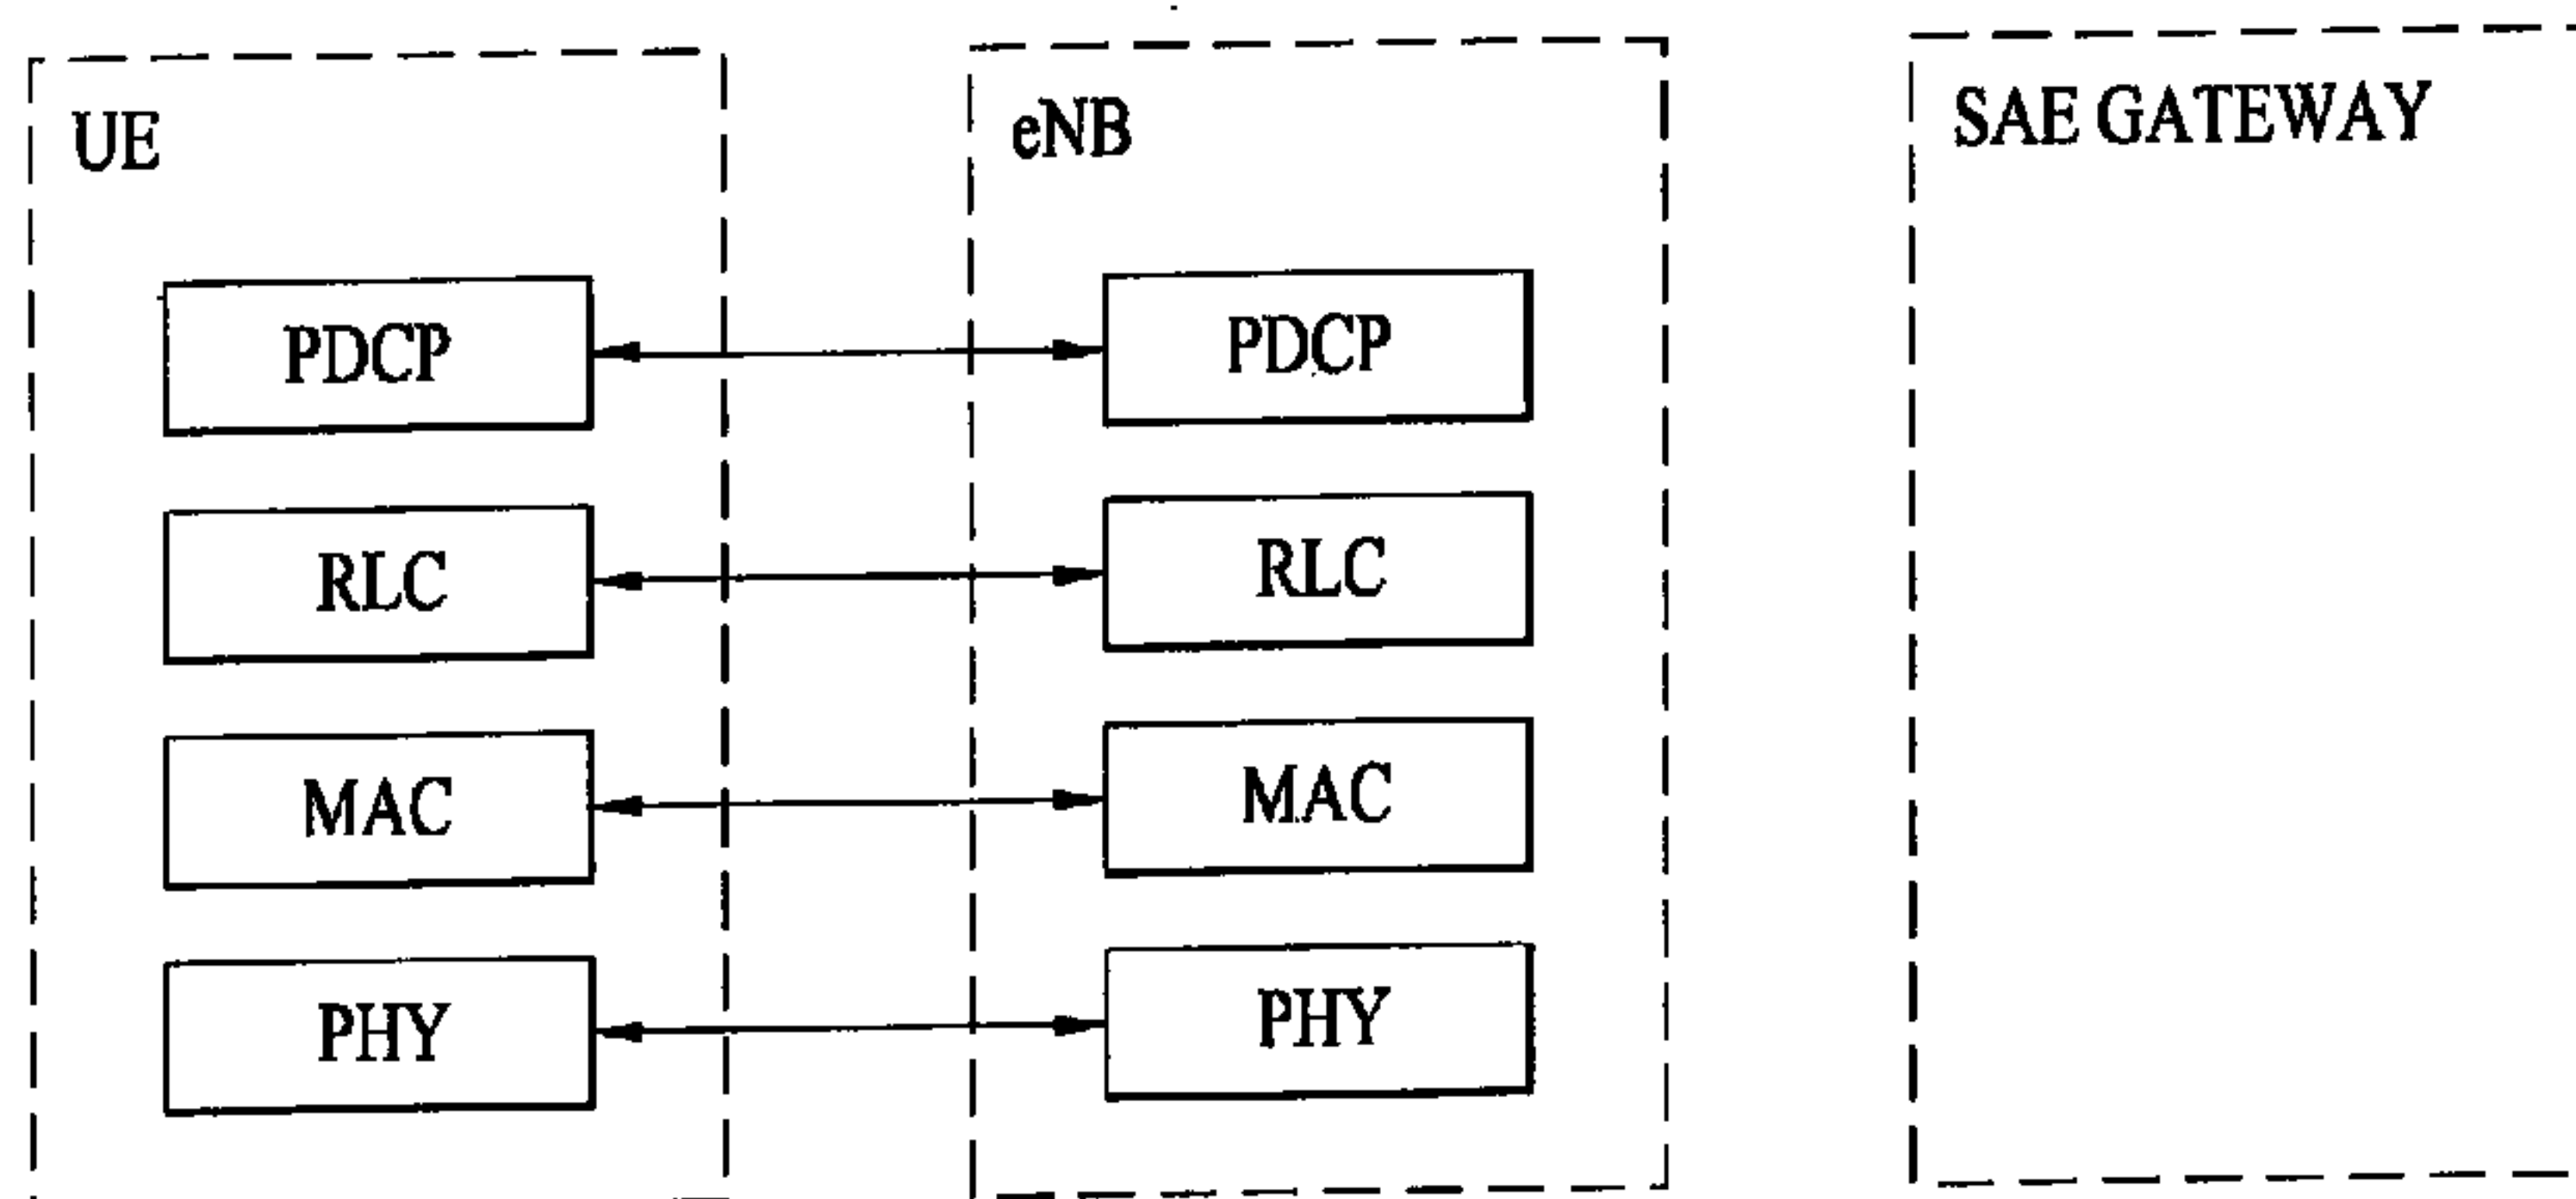 UE
eNB
SAE GATEWAY
PDCP
PDCP
RLC
RLC
MAC
MAC
PHY
PHY